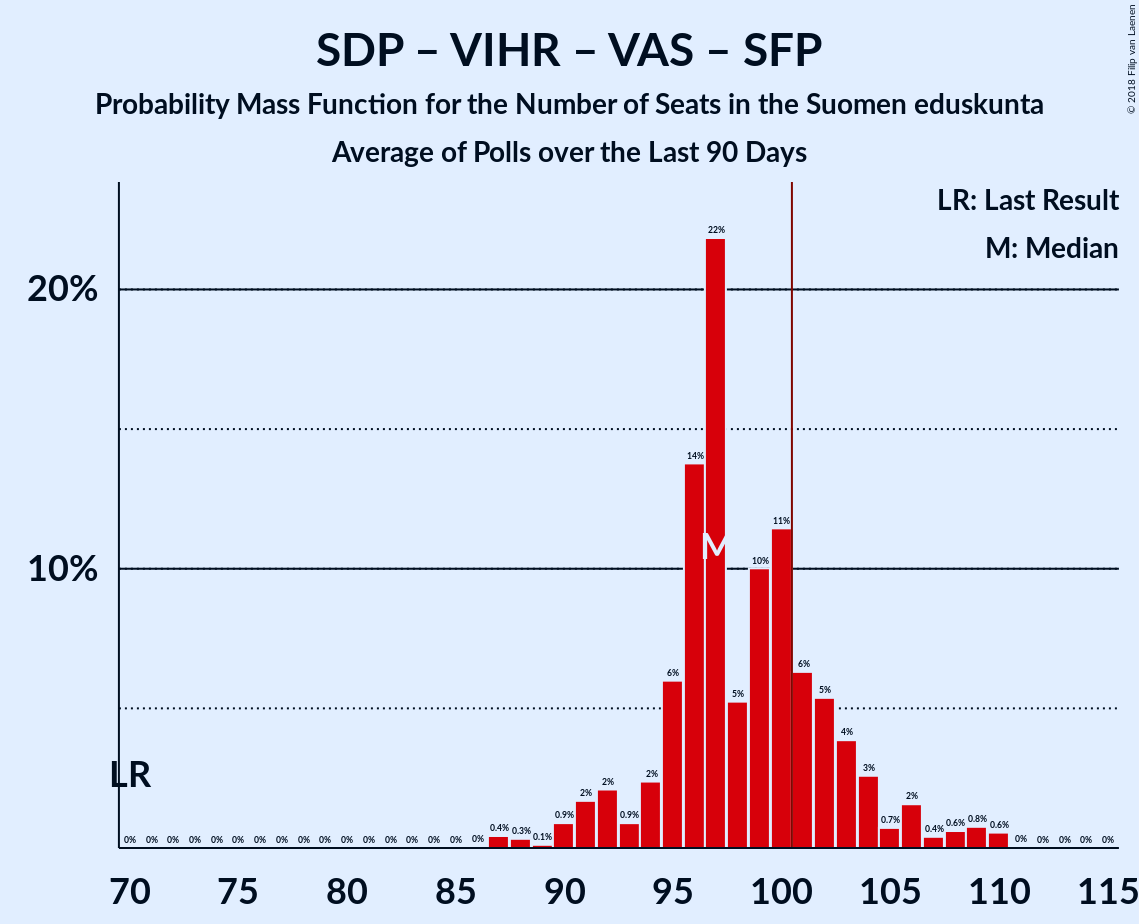 SDP – VIHR – VAS – SFP
Probability Mass Function for the Number of Seats in the Suomen eduskunta
Average of Polls over the Last 90 Days
© 2018 Filip van Laenen
LR: Last Result
M: Median
20%
10%
LR
M
0% 0% 0% 0% 0% 0% 0% 0% 0% 0% 0% 0% 0% 0% 0% 0% 0% 0.4% 0.3% 0.1% 0.9% 2% 2% 0.9% 2% 6% 14% 22% 5% 10% 11% 6% 5% 4% 3% 0.7% 2% 0.4% 0.6% 0.8% 0.6% 0% 0% 0% 0% 0%
70 75 80 85 90 95 100 105 110 115